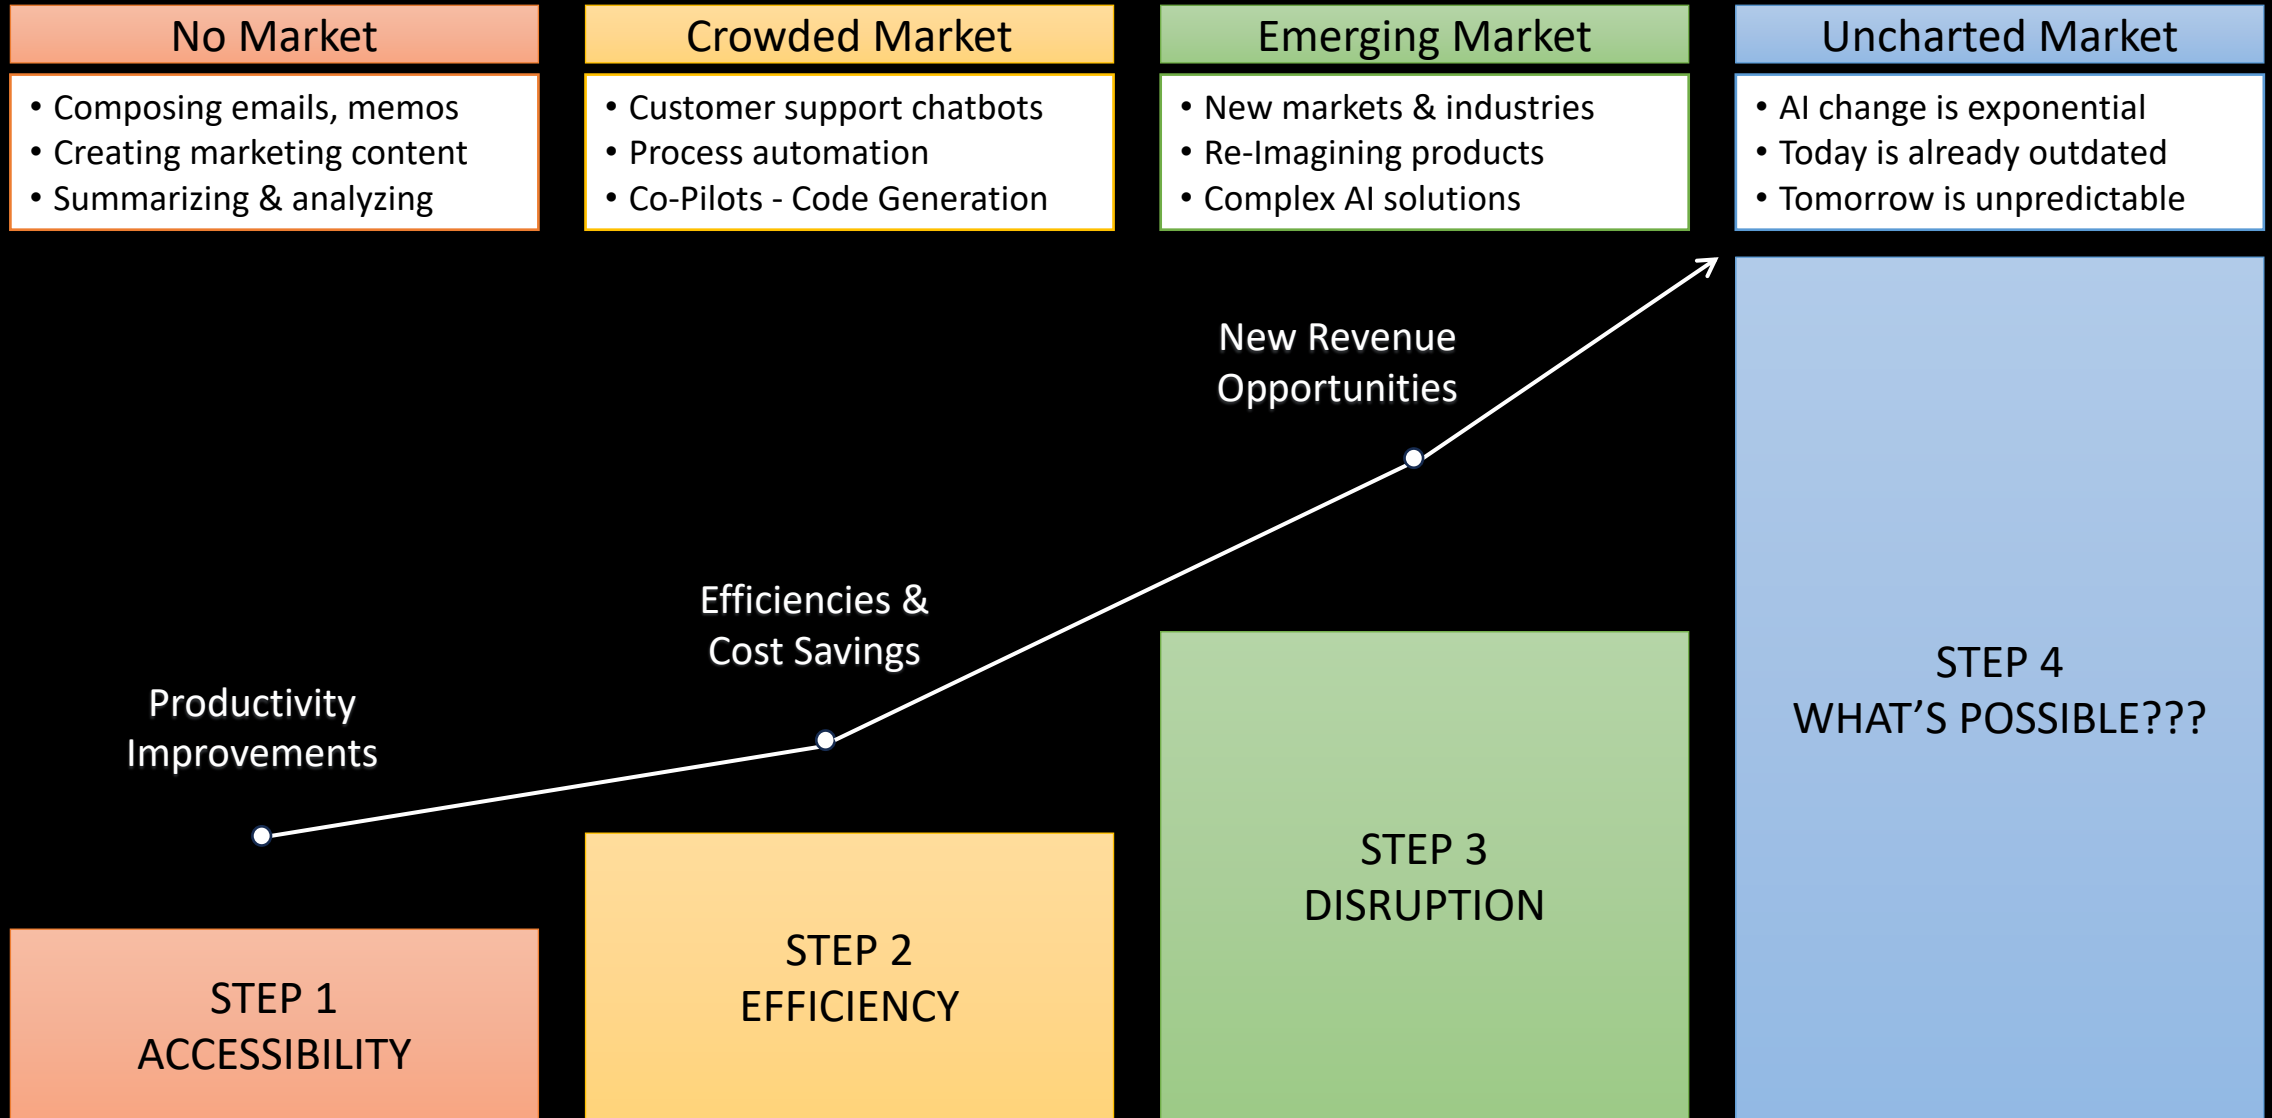 No Market
• Composing emails, memos
• Creating marketing content
• Summarizing & analyzing
Crowded Market
• Customer support chatbots
• Process automation
• Co-Pilots - Code Generation
Emerging Market
• New markets & industries
• Re-Imagining products
• Complex AI solutions
Uncharted Market
• AI change is exponential
• Today is already outdated
• Tomorrow is unpredictable
Productivity
Improvements
Efficiencies &
Cost Savings
New Revenue
Opportunities
STEP 1
ACCESSIBILITY
STEP 2
EFFICIENCY
STEP 3
DISRUPTION
STEP 4
WHAT’S POSSIBLE???